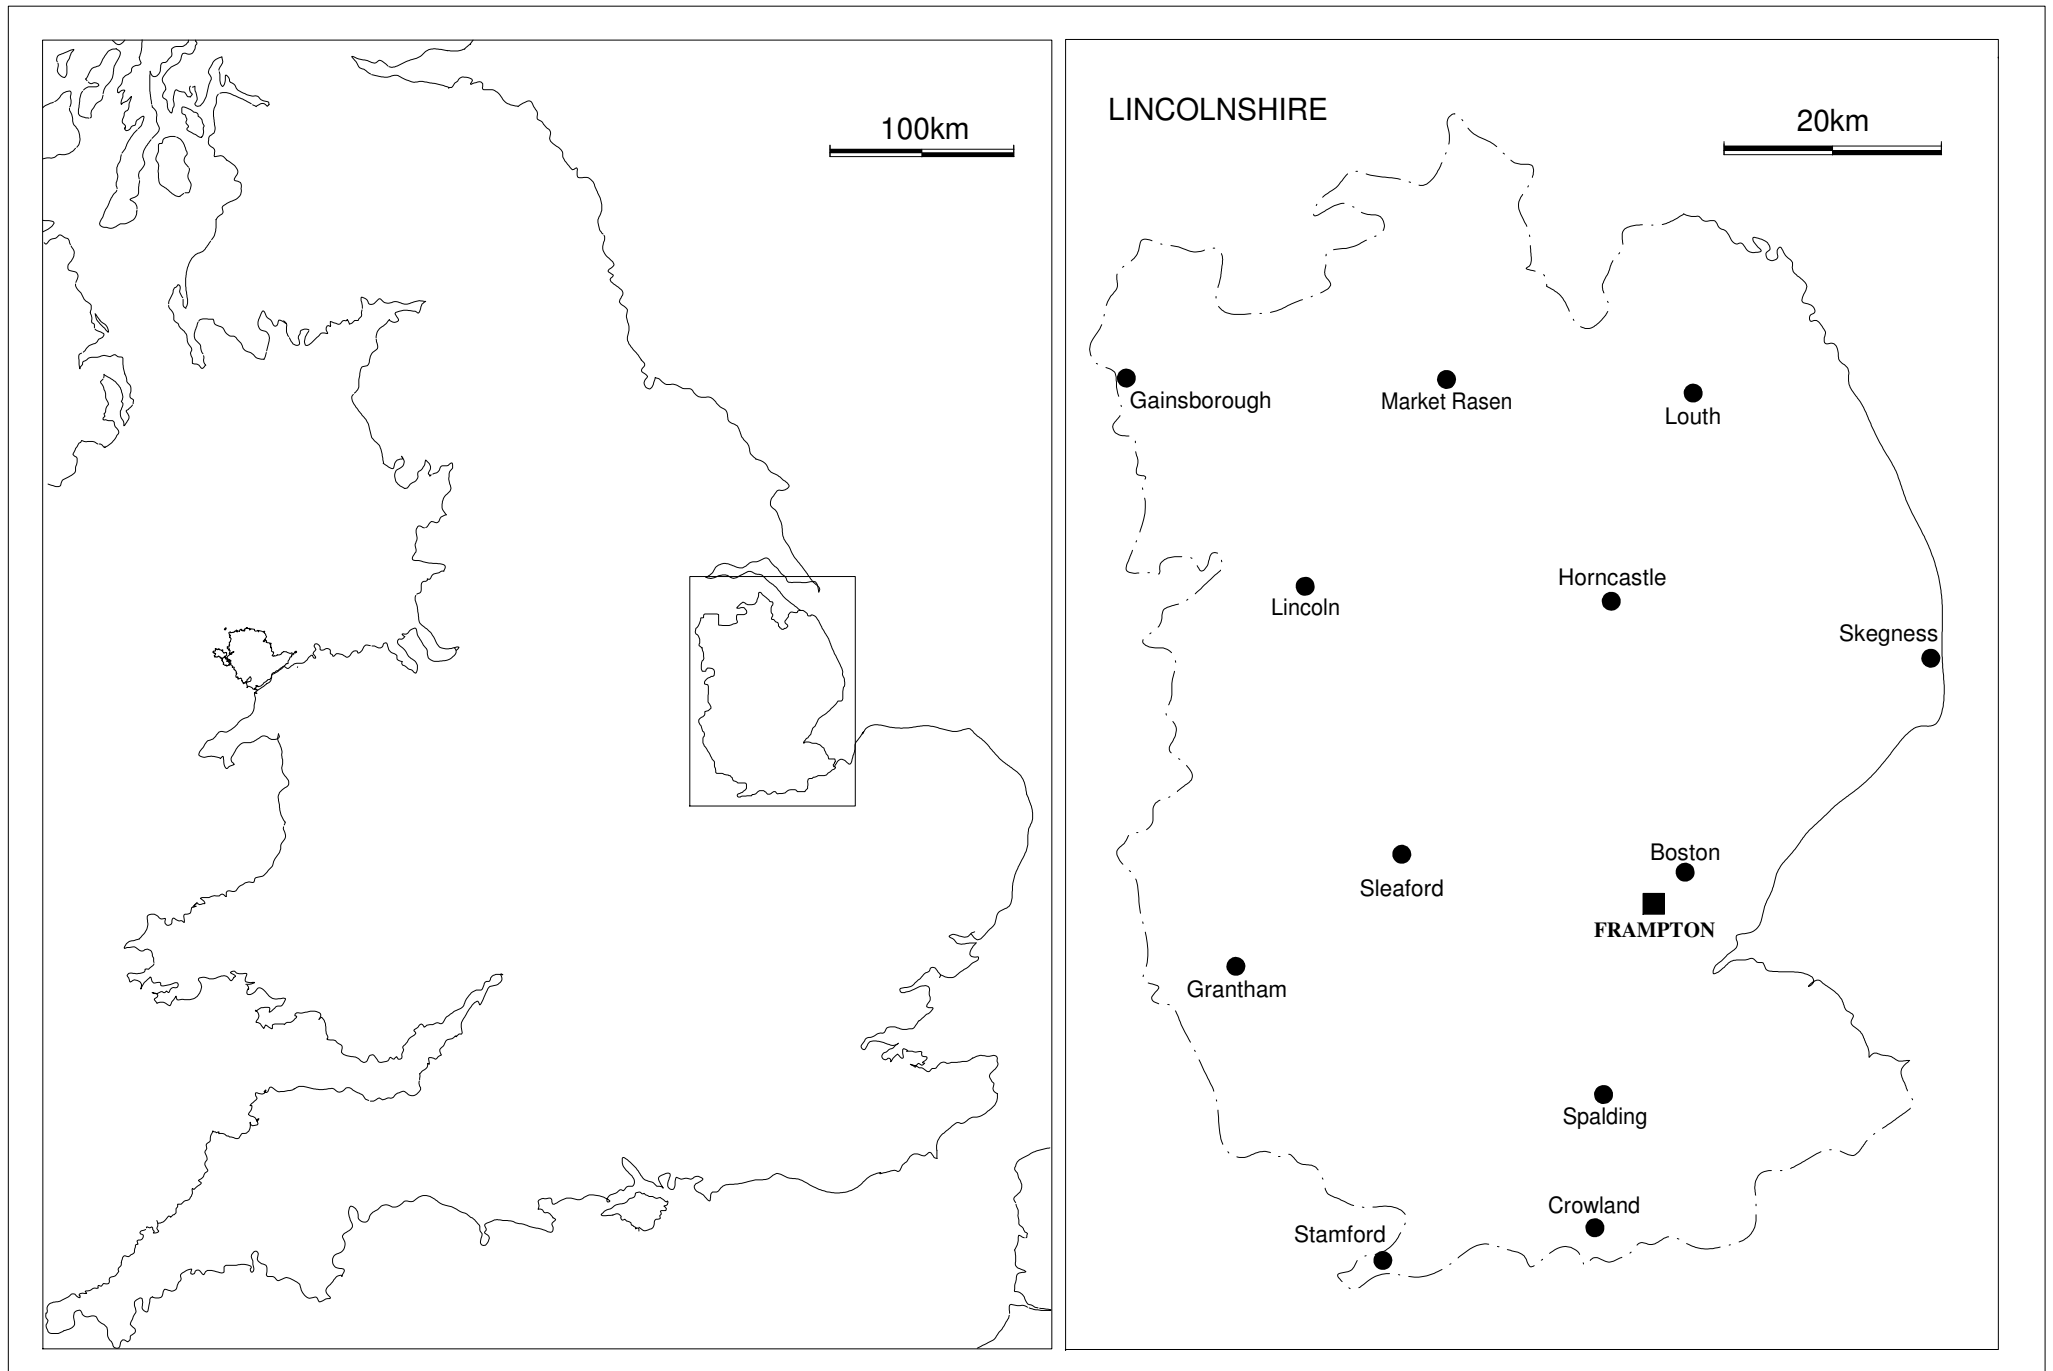 100km
LINCOLNSHIRE
20km
Gainsborough
Market Rasen
Louth
Lincoln
Horncastle
Skegness
Boston
Sleaford
FRAMPTON
Grantham
Spalding
Crowland
Stamford